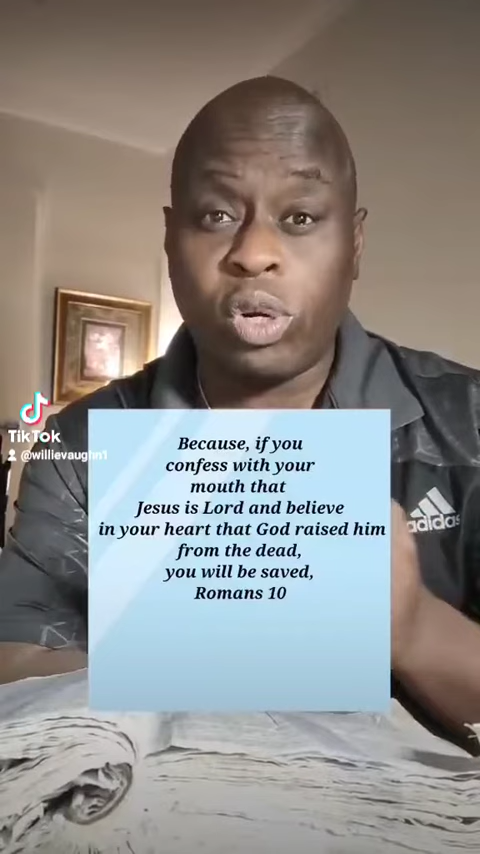 Because, if you
confess with your
mouth that
Jesus is Lord and believe
in your heart that God raised him
from the dead,
you will be saved,
Romans 10
TikTok
@willievaughn1
adidas